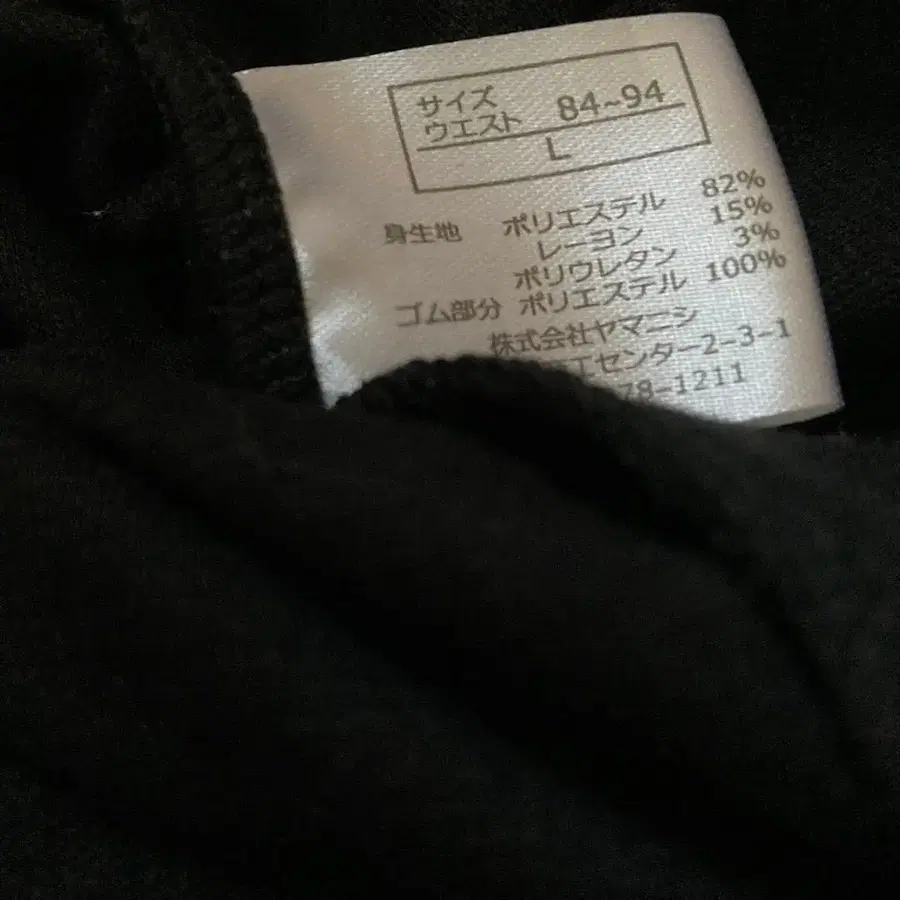 サイズ
ウエスト 84~94
L
身生地 ポリエステル 82%
レーヨン 15%
ポリウレタン 3%
ゴム部分 ポリエステル 100%
株式会社ヤマニシ
エセンター2-3-1
78-1211